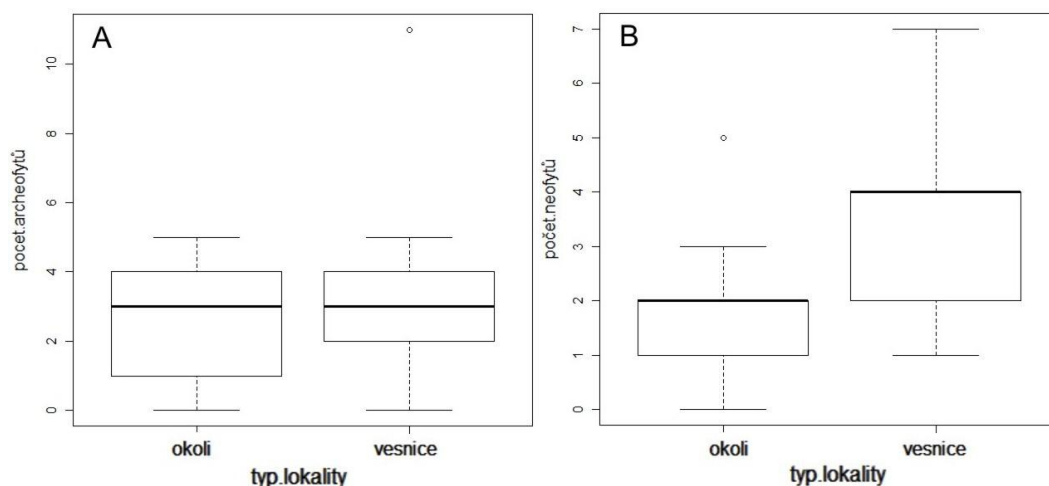 A
pocet.archeofytů
10
8
6
4
2
0
okoli vesnice
typ.lokality
B
počet.neofytů
7
6
5
4
3
2
1
0
okoli vesnice
typ.lokality